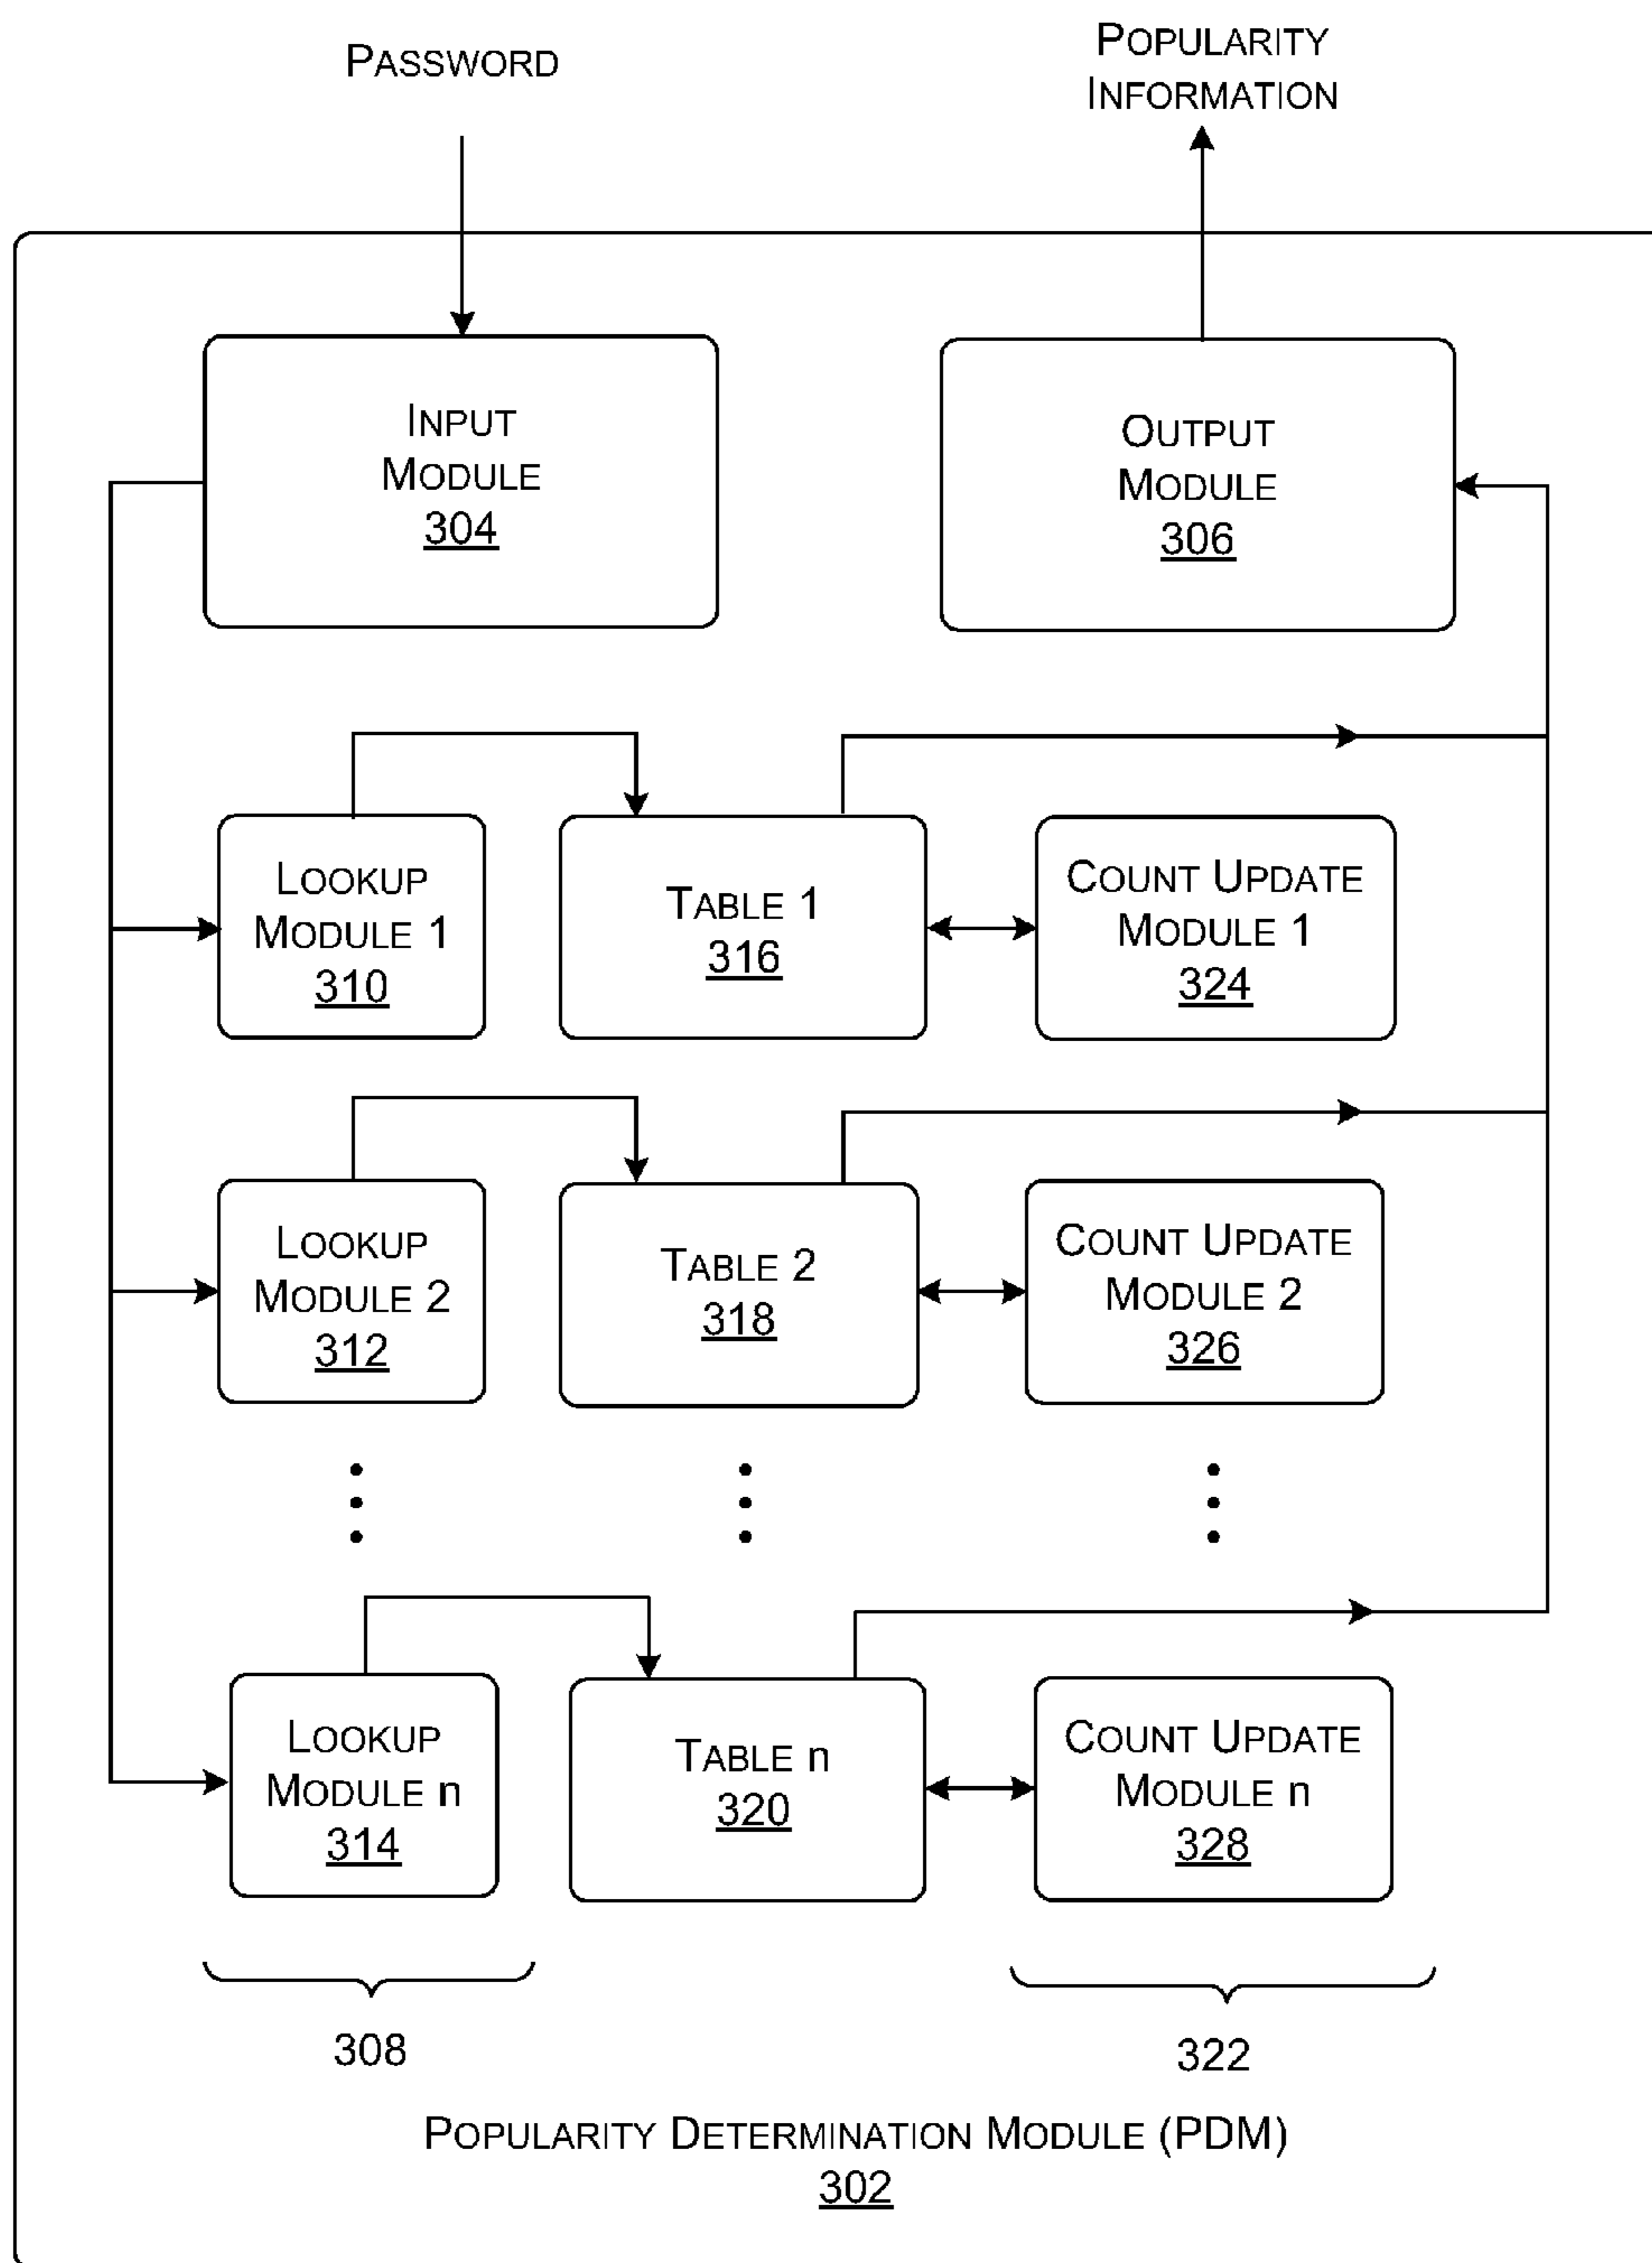 PASSWORD
POPULARITY
INFORMATION
INPUT
MODULE
304
OUTPUT
MODULE
306
LOOKUP
MODULE 1
310
TABLE 1
316
COUNT UPDATE
MODULE 1
324
LOOKUP
MODULE 2
312
TABLE 2
318
COUNT UPDATE
MODULE 2
326
LOOKUP
MODULE n
314
TABLE n
320
COUNT UPDATE
MODULE n
328
308
322
POPULARITY DETERMINATION MODULE (PDM)
302